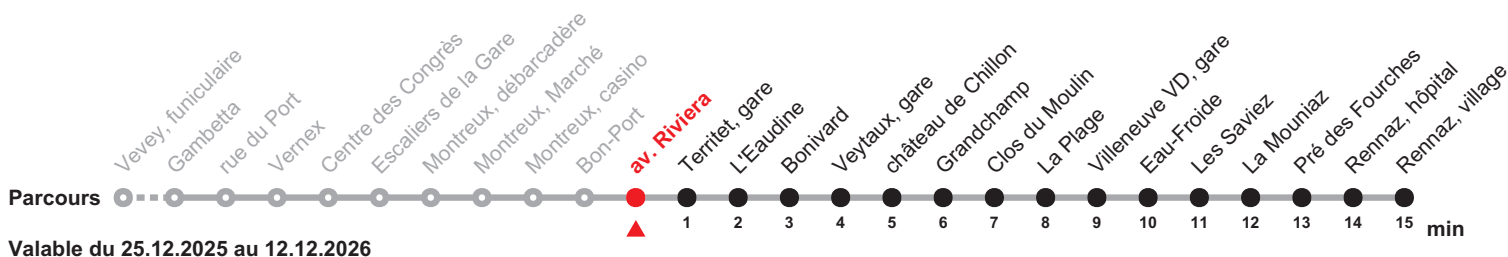 Vevey, funiculaire
Gambetta
rue du Port
Vernex
Centre des Congrès
Escaliers de la Gare
Montreux, débarcadère
Montreux, Marché
Montreux, casino
Bon-Port
av. Riviera
Territet, gare
L'Eaudine
Bonivard
Veytaux, gare
château de Chillon
Grandchamp
Clos du Moulin
La Plage
Villeneuve VD, gare
Eau-Froide
Les Saviez
La Mouniaz
Pré des Fourches
Rennaz, hôpital
Rennaz, village
Parcours
1 2 3 4 5 6 7 8 9 10 11 12 13 14 15 min
Valable du 25.12.2025 au 12.12.2026